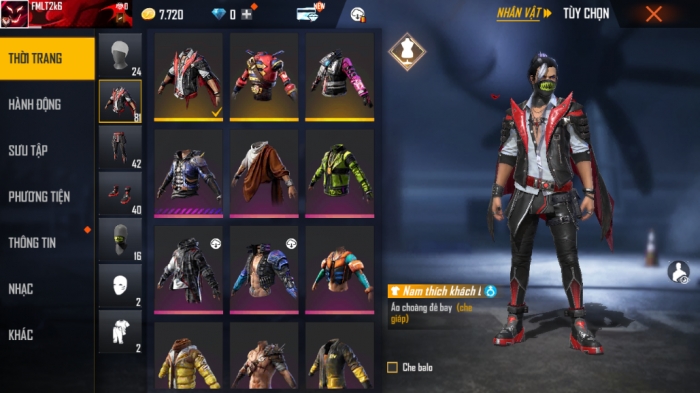 FMLT2k6
0
7.720
0
NEW
NHÂN VẬT
TÙY CHỌN
THỜI TRANG
HÀNH ĐỘNG
SƯU TẬP
PHƯƠNG TIỆN
THÔNG TIN
NHẠC
KHÁC
24
81
42
40
16
2
2
Nam thích khách
Áo choàng đê bay (che
giáp)
Che balo